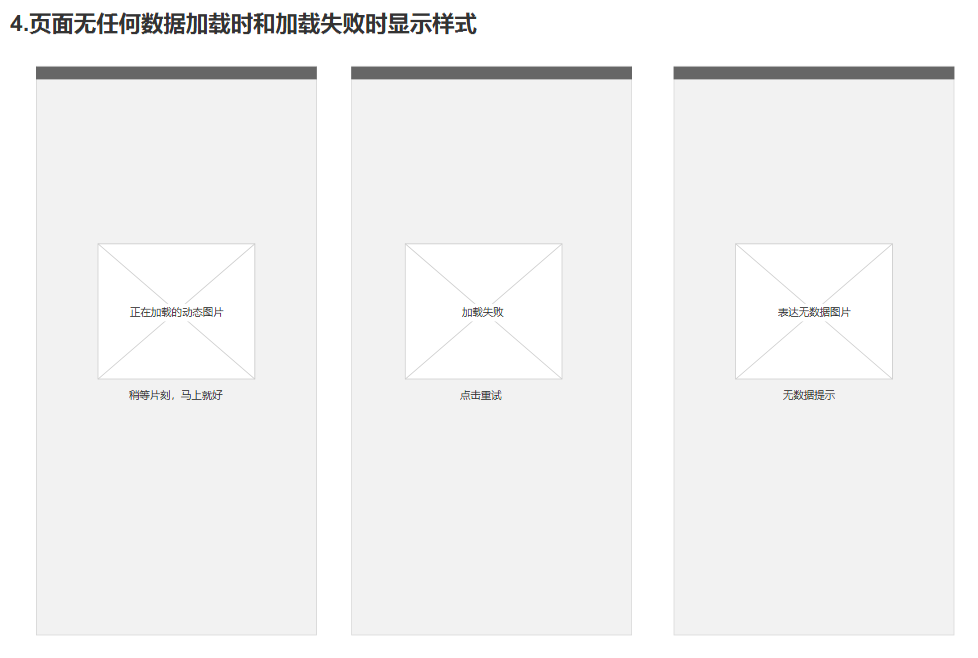 4.页面无任何数据加载时和加载失败时显示样式
正在加载的动态图片
加载失败
表达无数据图片
稍等片刻，马上就好
点击重试
无数据提示